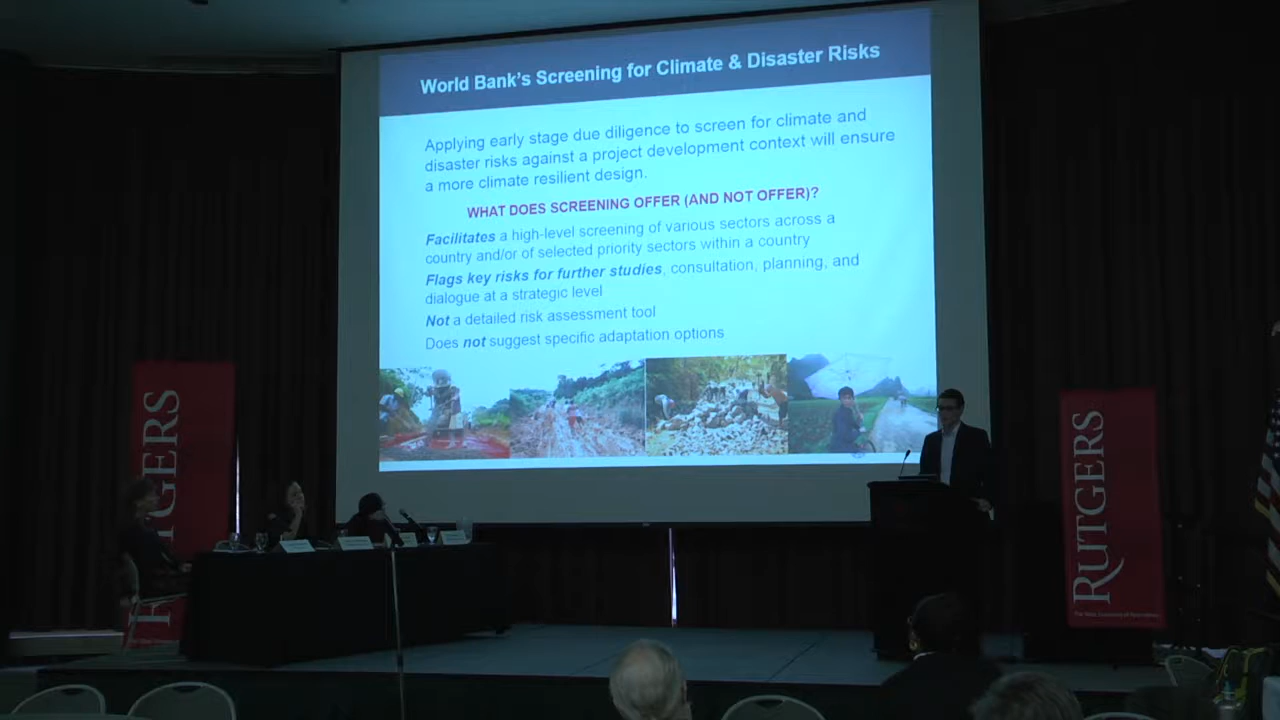 World Bank's Screening for Climate & Disaster Risks
Applying early stage due diligence to screen for climate and
disaster risks against a project development context will ensure
a more climate resilient design.
WHAT DOES SCREENING OFFER (AND NOT OFFER)?
Facilitates a high-level screening of various sectors across a
country and/or of selected priority sectors within a country
Flags key risks for further studies, consultation, planning, and
dialogue at a strategic level
Not a detailed risk assessment tool
Does not suggest specific adaptation options
RUTGERS
RUTGERS